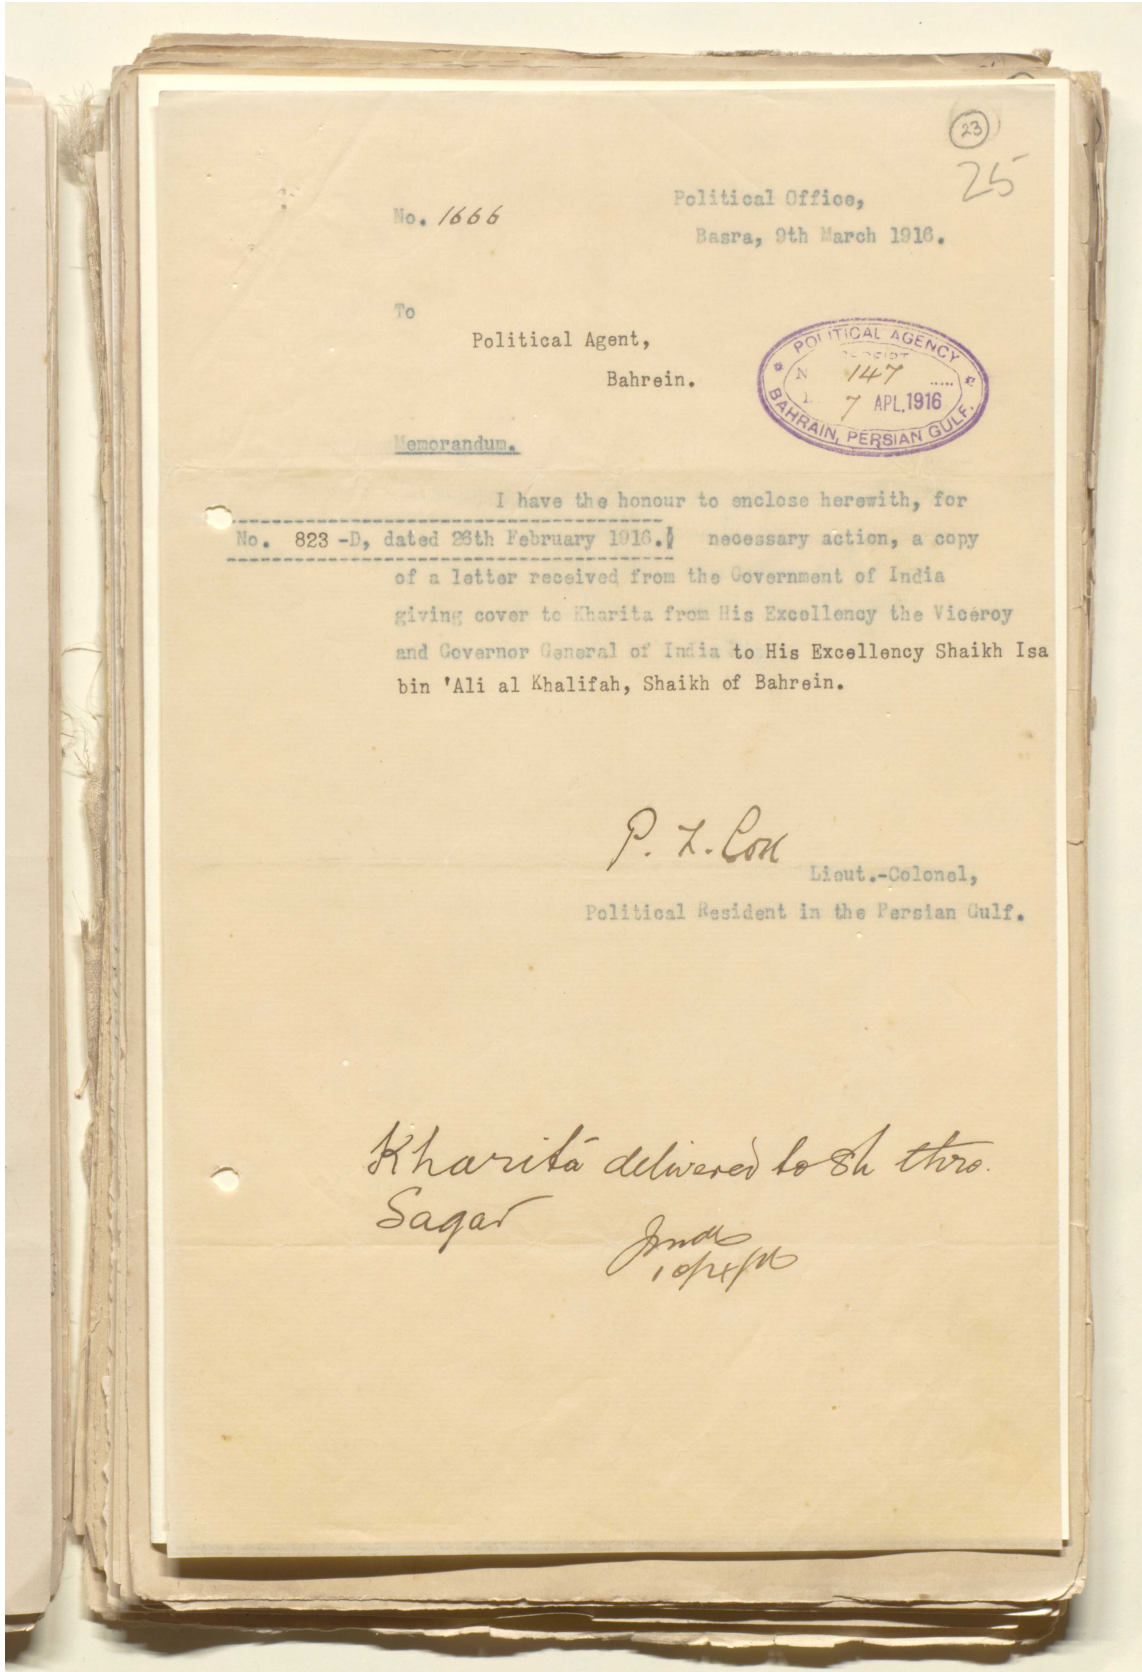 23
25
No. 1666
Political Office,
Basra, 9th March 1916.
To
Political Agent,
Bahrein.
POLITICAL AGENCY
RECEIPT
147
7 APL.1916
BAHRAIN, PERSIAN GULF.
Memorandum.
I have the honour to enclose herewith, for
No. 823 -D, dated 26th February 1916. necessary action, a copy
of a letter received from the Government of India
giving cover to Kharita from His Excellency the Viceroy
and Governor General of India to His Excellency Shaikh Isa
bin 'Ali al Khalifah, Shaikh of Bahrein.
P. Z. Cox
Lieut.-Colonel,
Political Resident in the Persian Gulf.
Kharita delivered to Sh thro.
Sagar